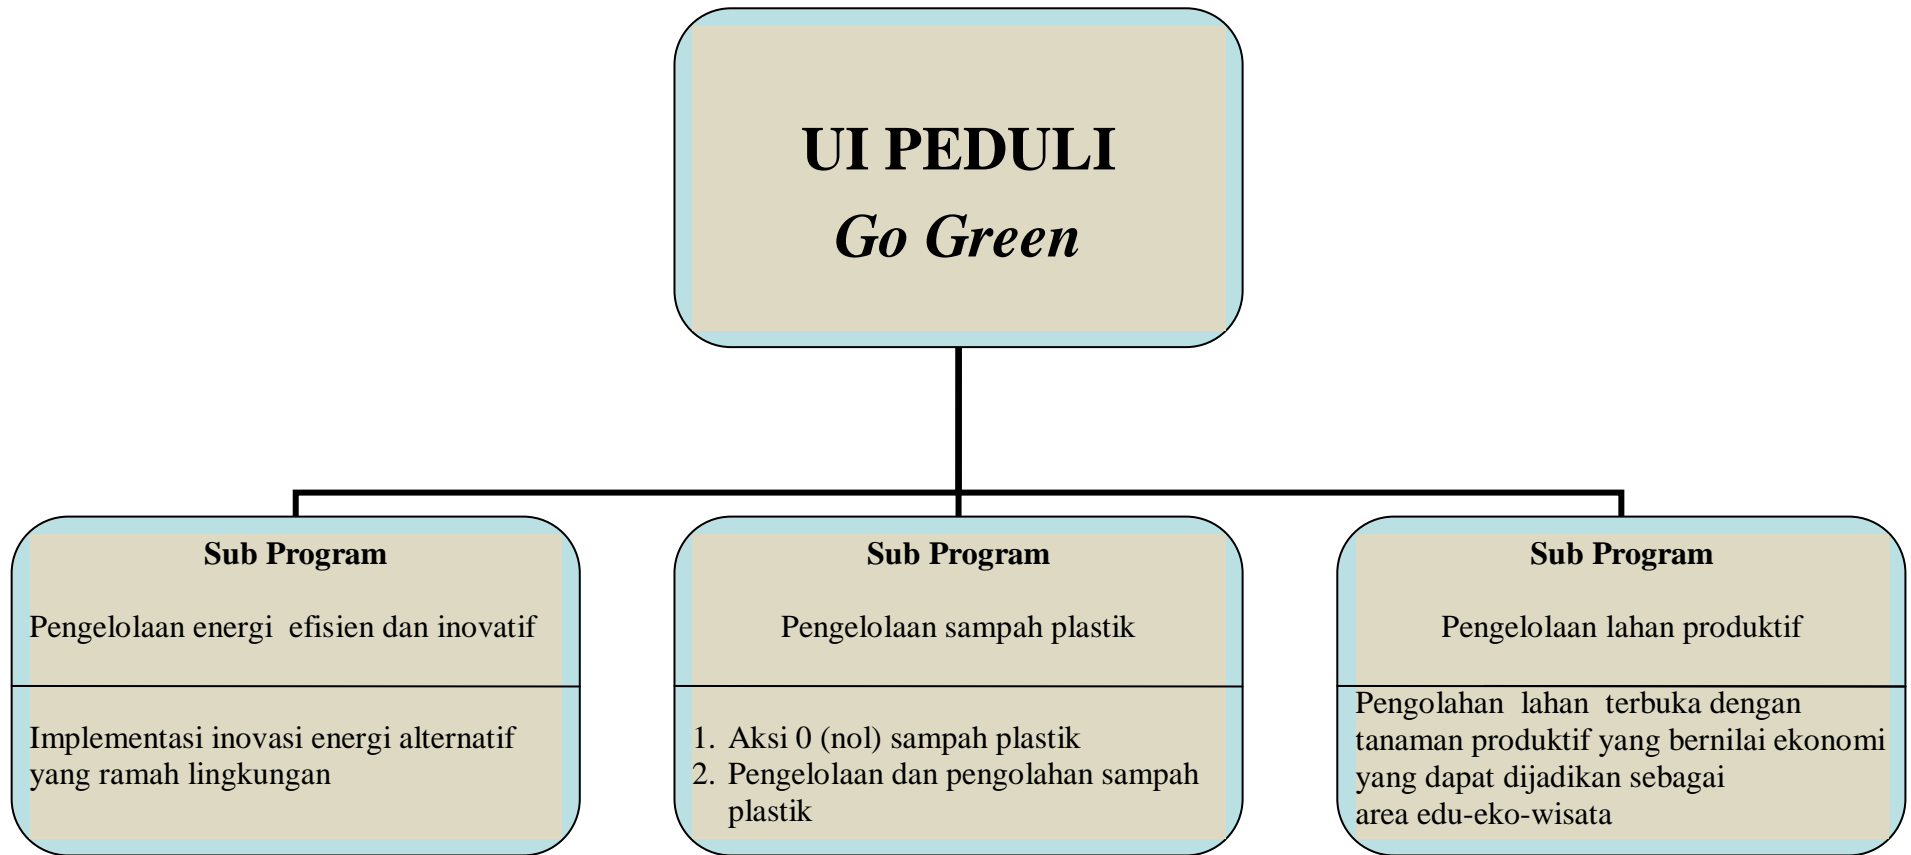 UI PEDULI
Go Green
Sub Program
Pengelolaan energi efisien dan inovatif
Implementasi inovasi energi alternatif
yang ramah lingkungan
Sub Program
Pengelolaan sampah plastik
1. Aksi 0 (nol) sampah plastik
2. Pengelolaan dan pengolahan sampah
plastik
Sub Program
Pengelolaan lahan produktif
Pengolahan lahan terbuka dengan
tanaman produktif yang bernilai ekonomi
yang dapat dijadikan sebagai
area edu-eko-wisata